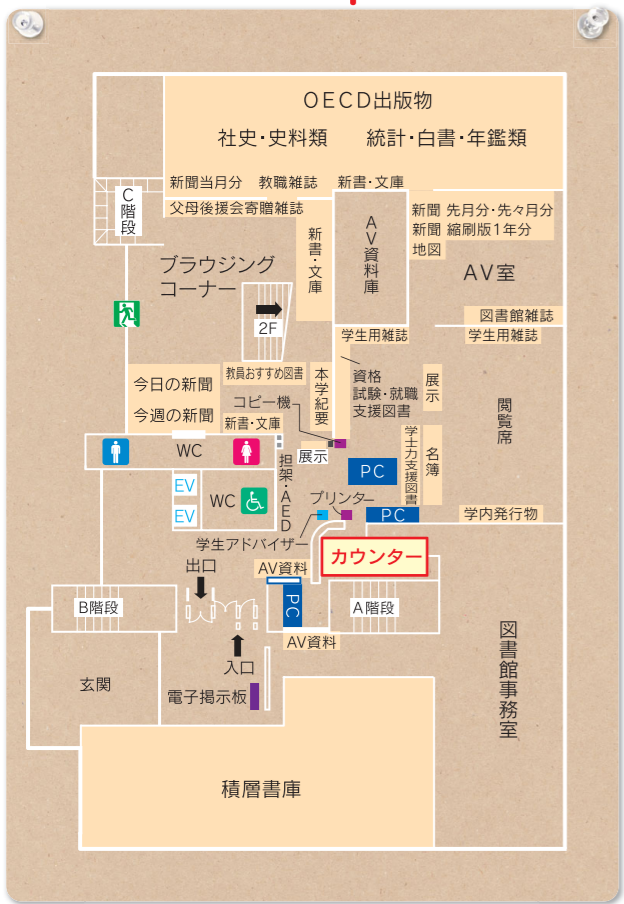 OECD出版物
社史・史料類　統計・白書・年鑑類
新聞当月分　教職雑誌　新書・文庫
父母後援会寄贈雑誌
C階段
新書・文庫
AV資料庫
新聞 先月分・先々月分
新聞 縮刷版1年分
地図
AV室
ブラウジング
コーナー
2F
図書館雑誌
学生用雑誌
学生用雑誌
今日の新聞
今週の新聞
教員おすすめ図書
本学紀要
資格
試験・就職
支援図書
展示
閲覧席
コピー機
新書・文庫
WC
展示
担架・AED
学士力支援図書
名簿
PC
EV
EV
WC
プリンター
PC
学内発行物
学生アドバイザー
カウンター
出口
AV資料
B階段
PC
A階段
AV資料
入口
玄関
電子掲示板
図書館事務室
積層書庫